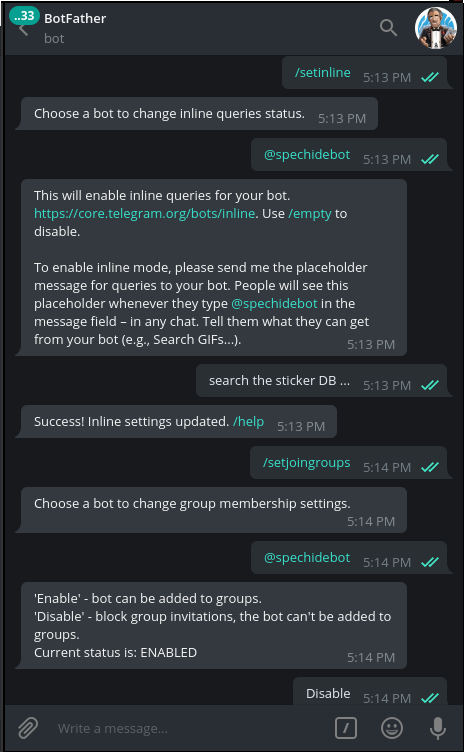 ..33
BotFather
bot
/setinline 5:13 PM
Choose a bot to change inline queries status. 5:13 PM
@spechidebot 5:13 PM
This will enable inline queries for your bot.
https://core.telegram.org/bots/inline. Use /empty to
disable.
To enable inline mode, please send me the placeholder
message for queries to your bot. People will see this
placeholder whenever they type @spechidebot in the
message field – in any chat. Tell them what they can get
from your bot (e.g., Search GIFs...).
5:13 PM
search the sticker DB ... 5:13 PM
Success! Inline settings updated. /help 5:13 PM
/setjoingroups 5:14 PM
Choose a bot to change group membership settings.
5:14 PM
@spechidebot 5:14 PM
'Enable' - bot can be added to groups.
'Disable' - block group invitations, the bot can't be added to
groups.
Current status is: ENABLED
5:14 PM
Disable 5:14 PM
Write a message...